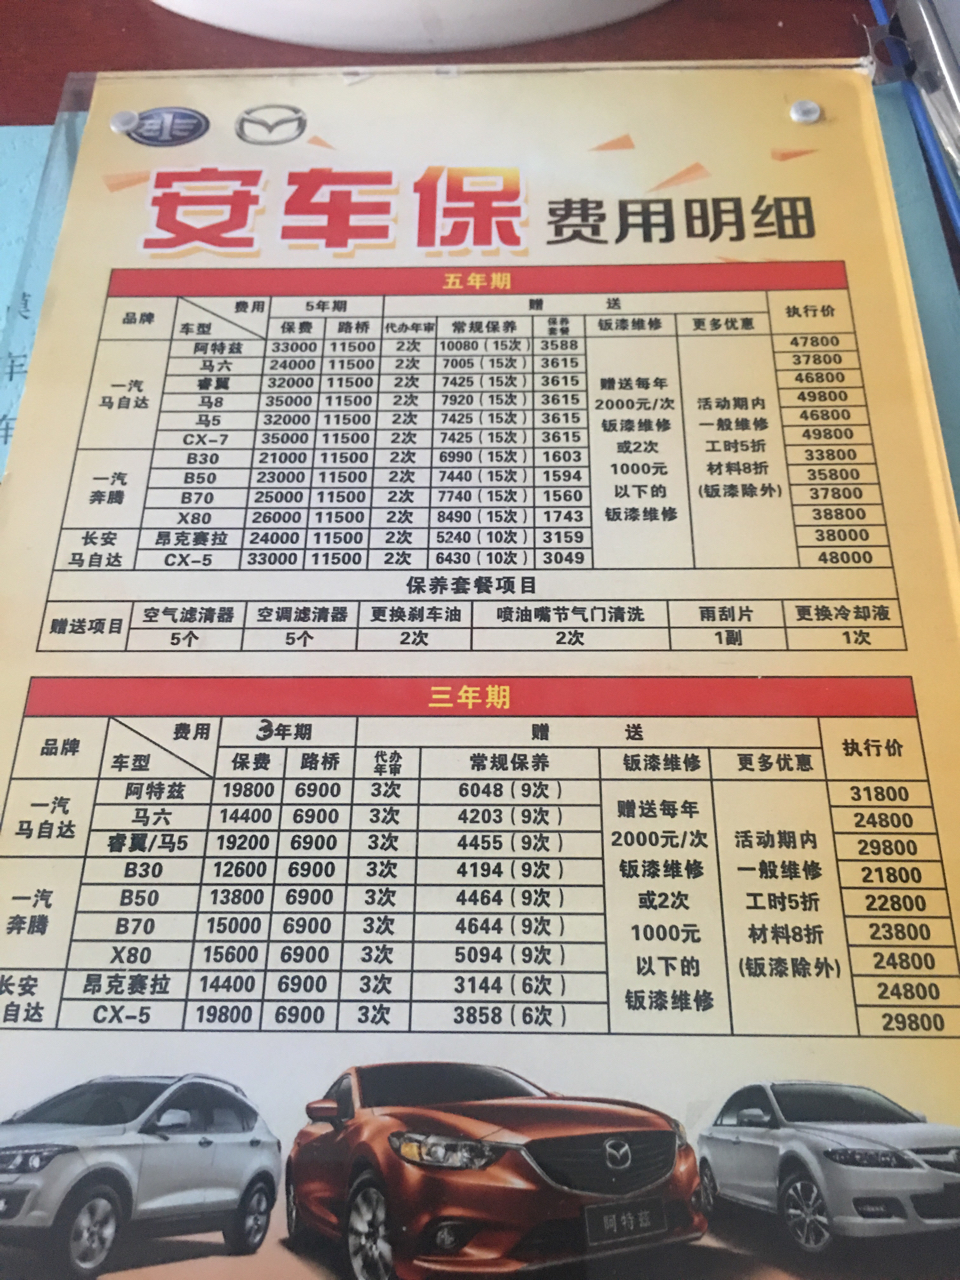 安车保 费用明细
五年期
品牌 费用 车型 5年期 赠 送 执行价
保费 路桥 代办年审 常规保养 保养套餐 钣漆维修 更多优惠
一汽马自达
阿特兹 33000 11500 2次 10080(15次) 3588 47800
马六 24000 11500 2次 7005(15次) 3615 37800
睿翼 32000 11500 2次 7425(15次) 3615 46800
马8 35000 11500 2次 7920(15次) 3615 49800
马5 32000 11500 2次 7425(15次) 3615 46800
CX-7 35000 11500 2次 7425(15次) 3615 49800
一汽奔腾
B30 21000 11500 2次 6990(15次) 1603 33800
B50 23000 11500 2次 7440(15次) 1594 35800
B70 25000 11500 2次 7740(15次) 1560 37800
X80 26000 11500 2次 8490(15次) 1743 38800
长安马自达
昂克赛拉 24000 11500 2次 5240(10次) 3159 38000
CX-5 33000 11500 2次 6430(10次) 3049 48000
赠送每年
2000元/次
钣漆维修
或2次
1000元
以下的
钣漆维修
活动期内
一般维修
工时5折
材料8折
(钣漆除外)
保养套餐项目
赠送项目 空气滤清器 空调滤清器 更换刹车油 喷油嘴节气门清洗 雨刮片 更换冷却液
5个 5个 2次 2次 1副 1次
三年期
品牌 费用 车型 3年期 赠 送 执行价
保费 路桥 代办年审 常规保养 钣漆维修 更多优惠
一汽马自达
阿特兹 19800 6900 3次 6048(9次) 31800
马六 14400 6900 3次 4203(9次) 24800
睿翼/马5 19200 6900 3次 4455(9次) 29800
一汽奔腾
B30 12600 6900 3次 4194(9次) 21800
B50 13800 6900 3次 4464(9次) 22800
B70 15000 6900 3次 4644(9次) 23800
X80 15600 6900 3次 5094(9次) 24800
长安
自达
昂克赛拉 14400 6900 3次 3144(6次) 24800
CX-5 19800 6900 3次 3858(6次) 29800
赠送每年
2000元/次
钣漆维修
或2次
1000元
以下的
钣漆维修
活动期内
一般维修
工时5折
材料8折
(钣漆除外)
阿特兹